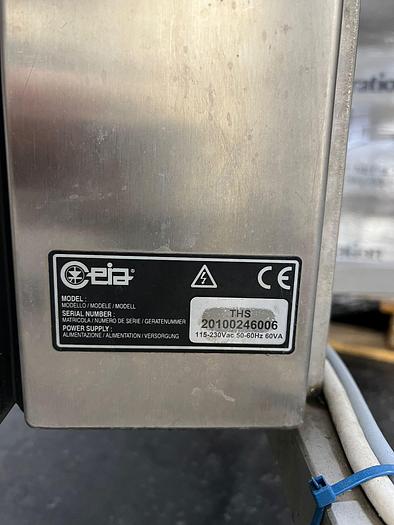 ceia®
CE
MODEL :
MODELLO / MODELE / MODELL
THS
SERIAL NUMBER :
20100246006
MATRICOLA / NUMERO DE SERIE / GERATENUMMER
POWER SUPPLY :
115-230Vac 50-60Hz 60VA
ALIMENTAZIONE / ALIMENTATION / VERSORGUNG